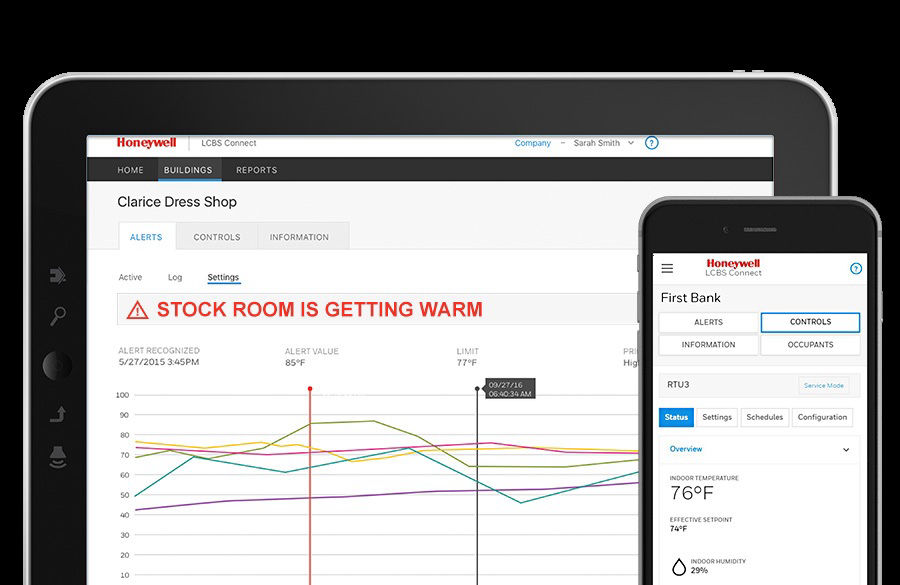 Honeywell LCBS Connect Company – Sarah Smith ?
HOME BUILDINGS REPORTS
Clarice Dress Shop
ALERTS CONTROLS INFORMATION
Active Log Settings
STOCK ROOM IS GETTING WARM
ALERT RECOGNIZED ALERT VALUE LIMIT
5/27/2015 3:45PM 85°F 77°F High
09/27/16
06:40:34 AM
100
90
80
70
60
50
40
30
20
10
Honeywell
LCBS Connect
?
First Bank
ALERTS CONTROLS
INFORMATION OCCUPANTS
RTU3 Service Mode
Status Settings Schedules Configuration
Overview
INDOOR TEMPERATURE
76°F
EFFECTIVE SETPOINT
74°F
INDOOR HUMIDITY
29%